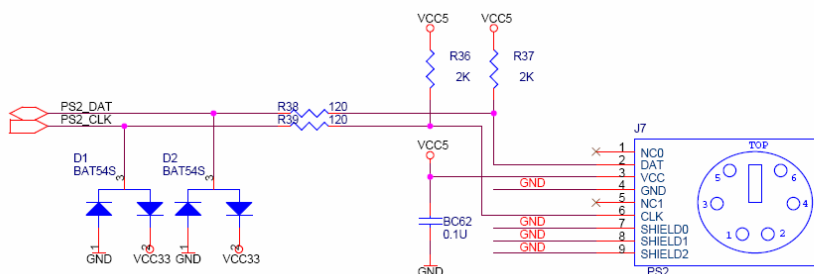 VCC5 VCC5
R36 R37
2K 2K
PS2_DAT R38 120
PS2_CLK R39 120
J7
D1 D2
BAT54S BAT54S
3 3
VCC5
1 NC0
2 DAT
3 VCC
GND 4 GND
5 NC1
6 CLK
GND 7 SHIELD0
GND 8 SHIELD1
GND 9 SHIELD2
TOP
5 6
3 4
1 2
BC62
0.1U
1 2 1 2
GND VCC33 GND VCC33
GND
PS2